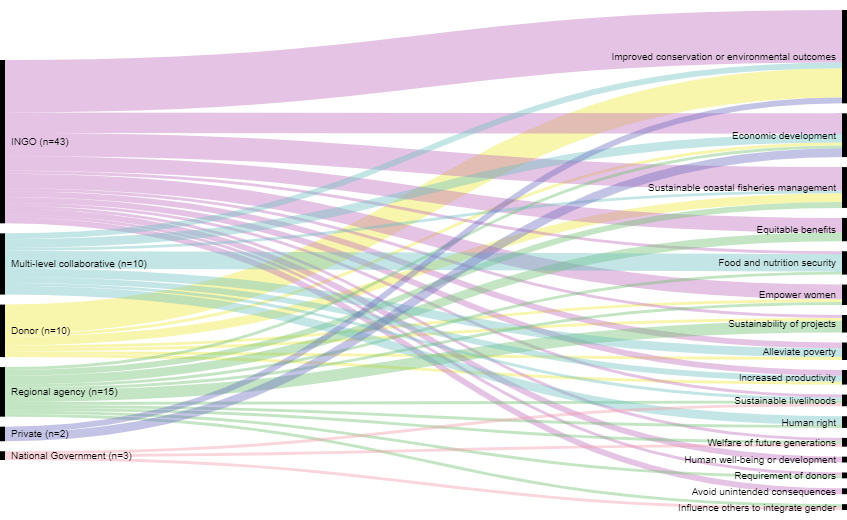 INGO (n=43)
Multi-level collaborative (n=10)
Donor (n=10)
Regional agency (n=15)
Private (n=2)
National Government (n=3)
Improved conservation or environmental outcomes
Economic development
Sustainable coastal fisheries management
Equitable benefits
Food and nutrition security
Empower women
Sustainability of projects
Alleviate poverty
Increased productivity
Sustainable livelihoods
Human right
Welfare of future generations
Human well-being or development
Requirement of donors
Avoid unintended consequences
Influence others to integrate gender